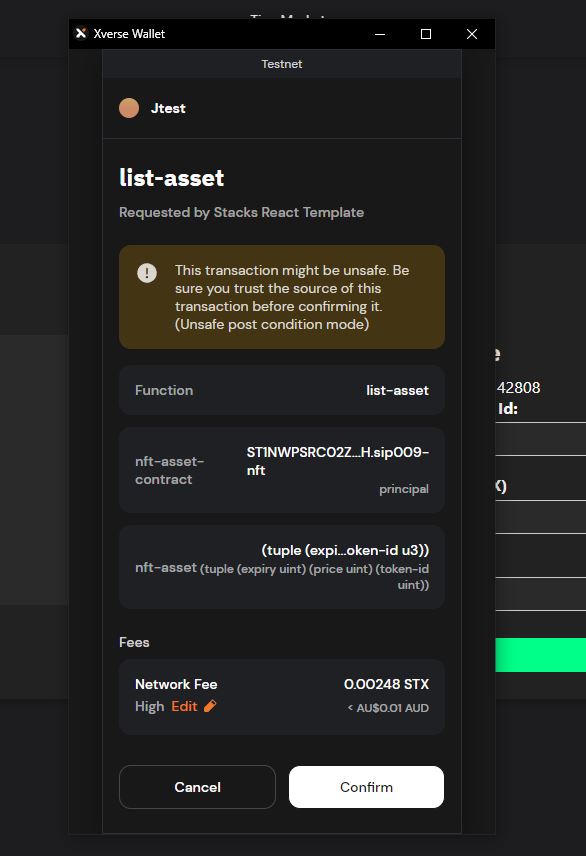 Xverse Wallet
Testnet
Jtest
list-asset
Requested by Stacks React Template
This transaction might be unsafe. Be
sure you trust the source of this
transaction before confirming it.
(Unsafe post condition mode)
Function
list-asset
nft-asset-
contract
ST1NWPSRC02Z...H.sip009-
nft
principal
nft-asset
(tuple (expi...oken-id u3))
(tuple (expiry uint) (price uint) (token-id
uint))
Fees
Network Fee
0.00248 STX
High Edit
< AU$0.01 AUD
Cancel
Confirm
42808
Id: